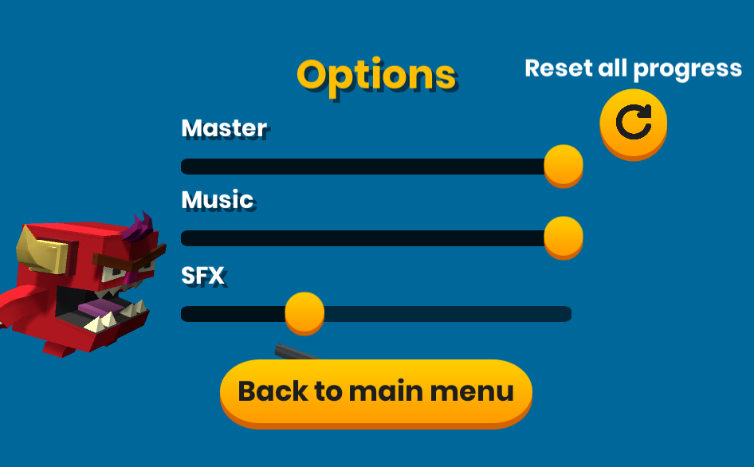 Options
Reset all progress
Master
Music
SFX
Back to main menu